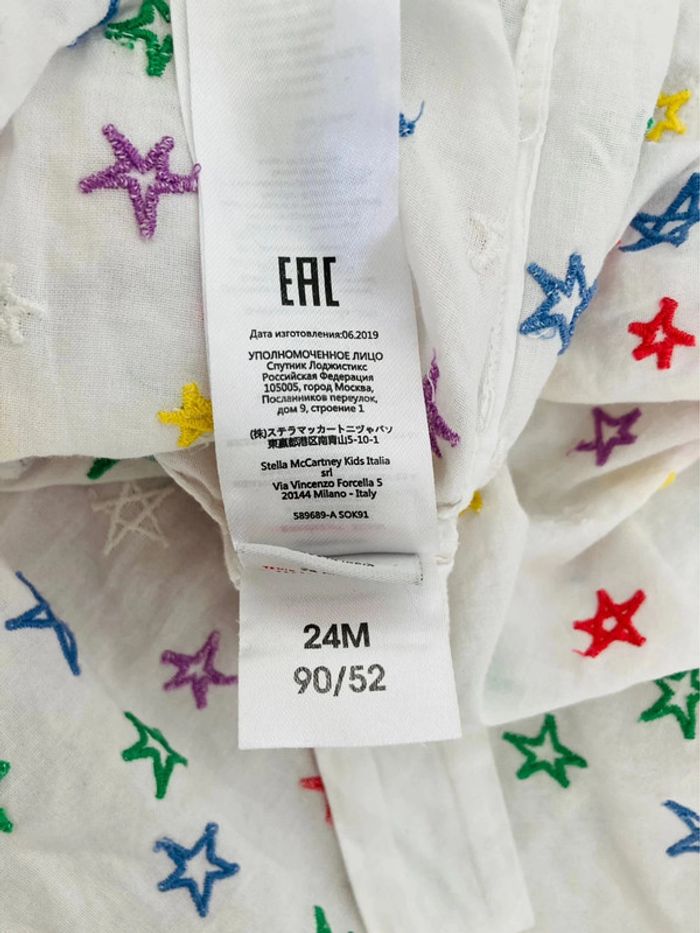 EAC
Дата изготовления:06.2019
УПОЛНОМОЧЕННОЕ ЛИЦО
Спутник Лоджистикс
Российская Федерация
105005, город Москва,
Посланников переулок,
дом 9, строение 1
(株)ステラマッカートニジャパン
東京都港区南青山5-10-1
Stella McCartney Kids Italia
srl
Via Vincenzo Forcella 5
20144 Milano - Italy
589689-A SOK91
24M
90/52